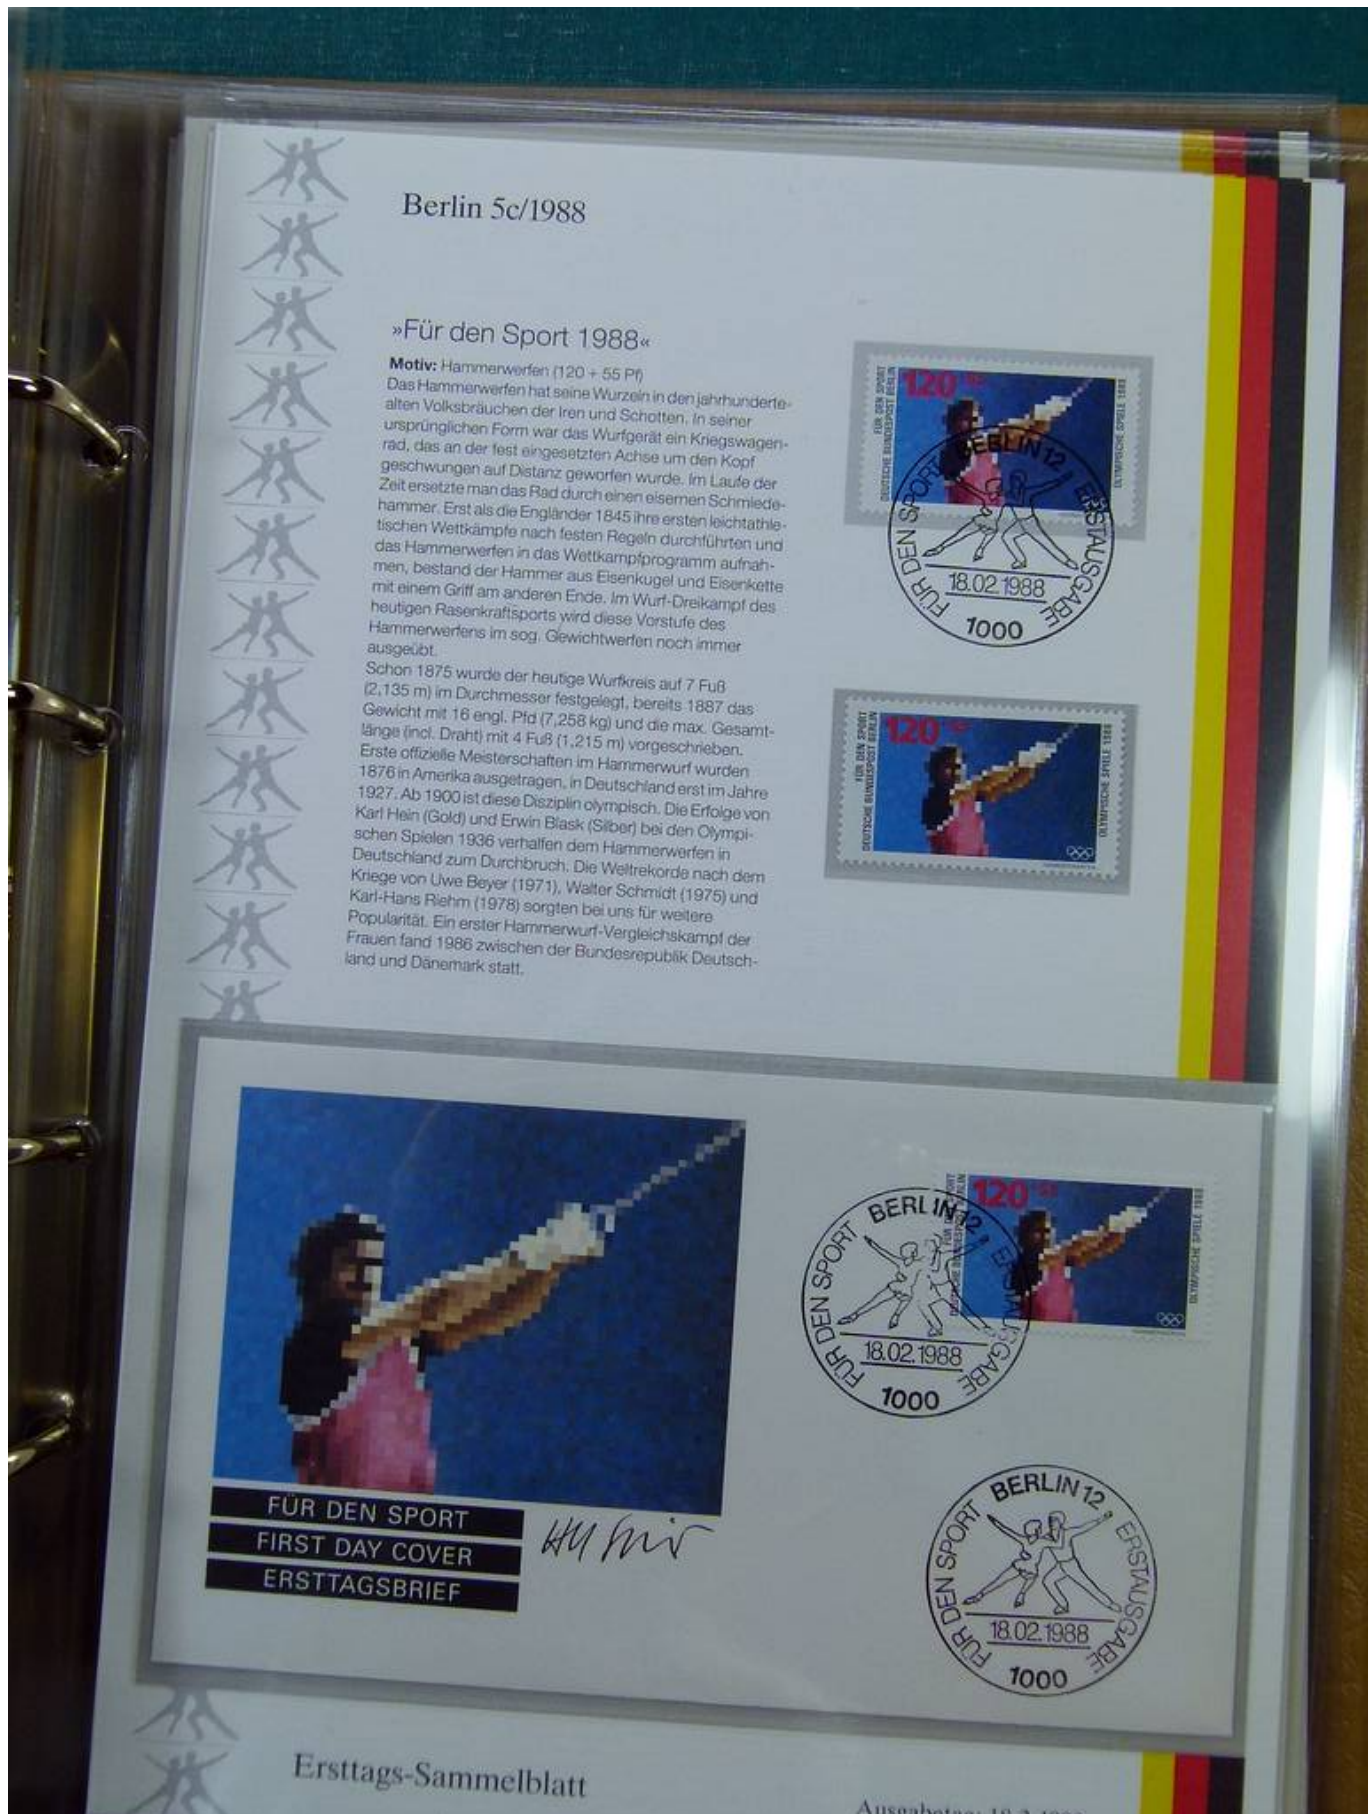 Berlin 5c/1988
»Für den Sport 1988«
Motiv: Hammerwerfen (120 + 55 Pf)
Das Hammerwerfen hat seine Wurzeln in den jahrhunderte-
alten Volksbräuchen der Iren und Schotten. In seiner
ursprünglichen Form war das Wurfgerät ein Kriegswagen-
rad, das an der fest eingesetzten Achse um den Kopf
geschwungen auf Distanz geworfen wurde. Im Laufe der
Zeit ersetzte man das Rad durch einen eisernen Schmiede-
hammer. Erst als die Engländer 1845 ihre ersten leichtathle-
tischen Wettkämpfe nach festen Regeln durchführten und
das Hammerwerfen in das Wettkampfprogramm aufnah-
men, bestand der Hammer aus Eisenkugel und Eisenkette
mit einem Griff am anderen Ende. Im Wurf-Dreikampf des
heutigen Rasenkraftsports wird diese Vorstufe des
Hammerwerfens im sog. Gewichtwerfen noch immer
ausgeübt.
Schon 1875 wurde der heutige Wurfkreis auf 7 Fuß
(2,135 m) im Durchmesser festgelegt, bereits 1887 das
Gewicht mit 16 engl. Pfd (7,258 kg) und die max. Gesamt-
länge (incl. Draht) mit 4 Fuß (1,215 m) vorgeschrieben.
Erste offizielle Meisterschaften im Hammerwurf wurden
1876 in Amerika ausgetragen, in Deutschland erst im Jahre
1927. Ab 1900 ist diese Disziplin olympisch. Die Erfolge von
Karl Hein (Gold) und Erwin Blask (Silber) bei den Olympi-
schen Spielen 1936 verhalfen dem Hammerwerfen in
Deutschland zum Durchbruch. Die Weltrekorde nach dem
Kriege von Uwe Beyer (1971), Walter Schmidt (1975) und
Karl-Hans Riehm (1978) sorgten bei uns für weitere
Popularität. Ein erster Hammerwurf-Vergleichskampf der
Frauen fand 1986 zwischen der Bundesrepublik Deutsch-
land und Dänemark statt.
FÜR DEN SPORT
DEUTSCHE BUNDESPOST BERLIN
120
OLYMPISCHE SPIELE 1988
FÜR DEN SPORT BERLIN 12 ERSTAUSGABE
18.02.1988
1000
FÜR DEN SPORT
DEUTSCHE BUNDESPOST BERLIN
120
OLYMPISCHE SPIELE 1988
FÜR DEN SPORT
DEUTSCHE BUNDESPOST BERLIN
120
OLYMPISCHE SPIELE 1988
FÜR DEN SPORT BERLIN 12 ERSTAUSGABE
18.02.1988
1000
FÜR DEN SPORT
FIRST DAY COVER
ERSTTAGSBRIEF
FÜR DEN SPORT BERLIN 12 ERSTAUSGABE
18.02.1988
1000
Ersttags-Sammelblatt